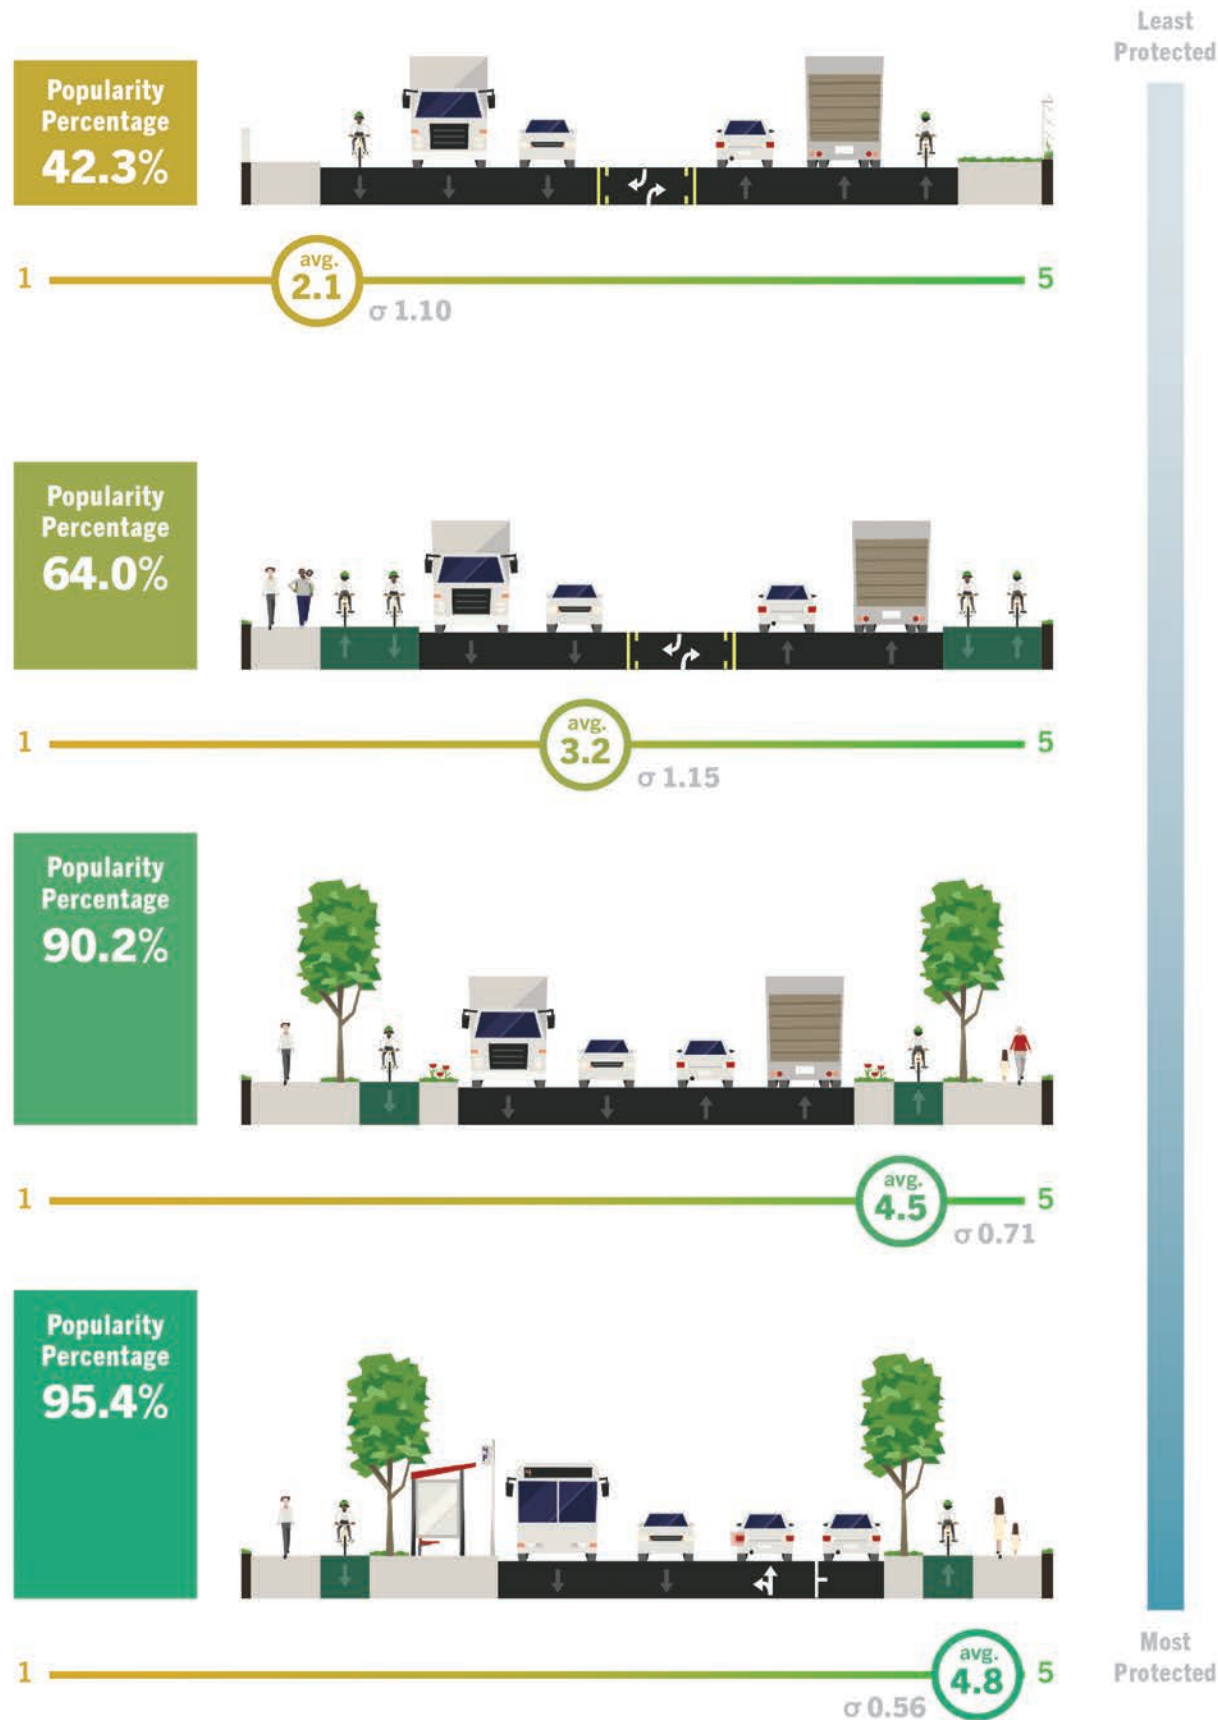 Least
Protected
Popularity
Percentage
42.3%
1
avg.
2.1
σ 1.10
5
Popularity
Percentage
64.0%
1
avg.
3.2
σ 1.15
5
Popularity
Percentage
90.2%
1
avg.
4.5
σ 0.71
5
Popularity
Percentage
95.4%
1
avg.
4.8
σ 0.56
5
Most
Protected